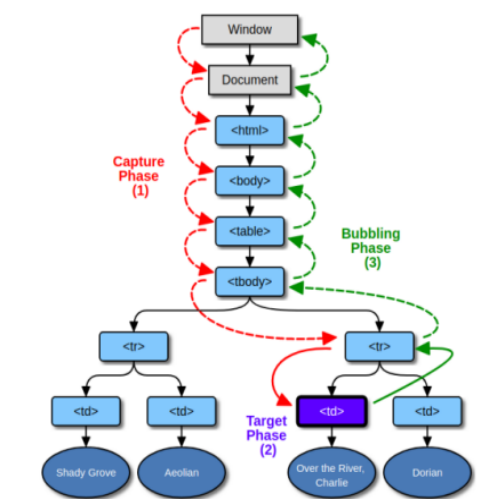 Window
Document
<html>
Capture
Phase
(1)
<body>
<table>
Bubbling
Phase
(3)
<tbody>
<tr>
<tr>
<td>
<td>
<td>
<td>
Target
Phase
(2)
Shady Grove
Aeolian
Over the River,
Charlie
Dorian